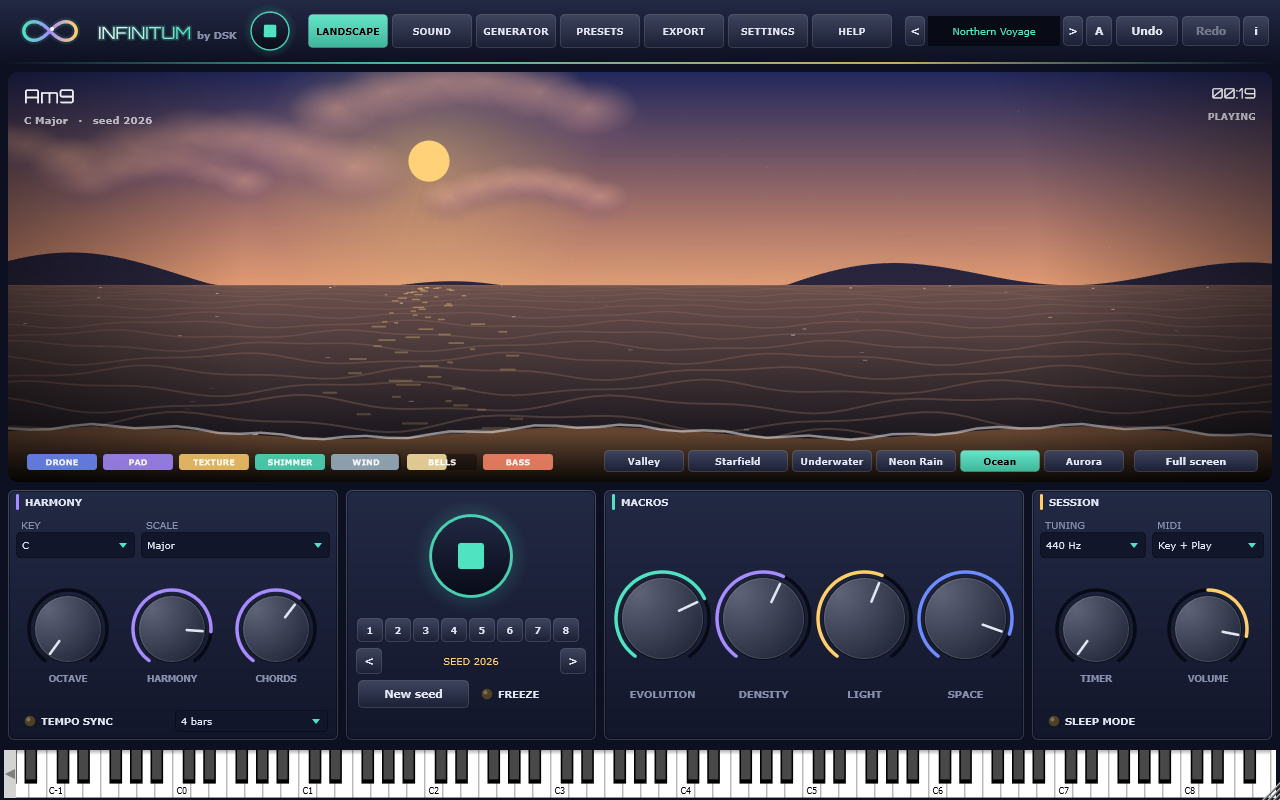 INFINITUM by DSK
LANDSCAPE SOUND GENERATOR PRESETS EXPORT SETTINGS HELP
< Northern Voyage > A Undo Redo i
Am9
C Major · seed 2026
00:19
PLAYING
DRONE PAD TEXTURE SHIMMER WIND BELLS BASS
Valley Starfield Underwater Neon Rain Ocean Aurora Full screen
HARMONY
KEY SCALE
C Major
OCTAVE HARMONY CHORDS
TEMPO SYNC 4 bars
1 2 3 4 5 6 7 8
< SEED 2026 >
New seed FREEZE
MACROS
EVOLUTION DENSITY LIGHT SPACE
SESSION
TUNING MIDI
440 Hz Key + Play
TIMER VOLUME
SLEEP MODE
C-1 C0 C1 C2 C3 C4 C5 C6 C7 C8